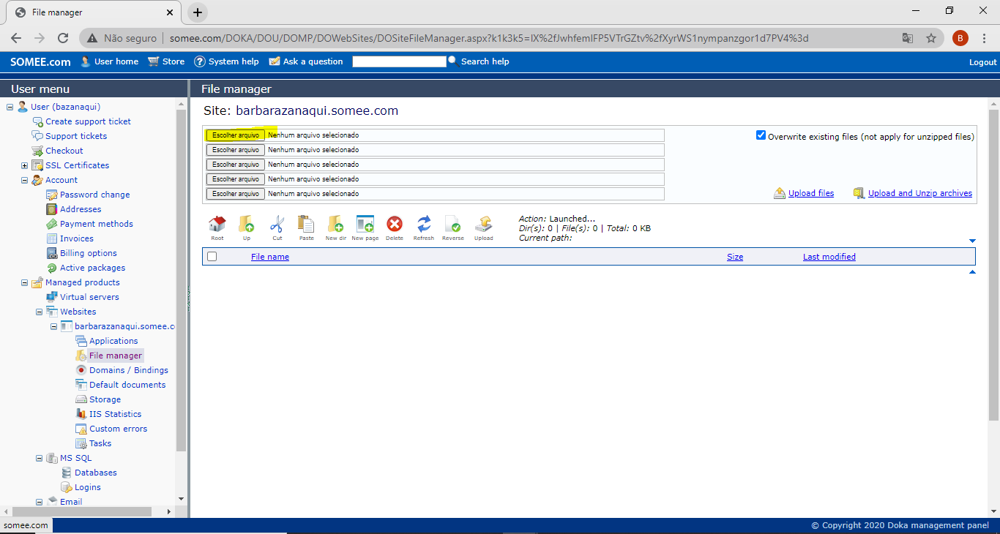 File manager
Não seguro
somee.com/DOKA/DOU/DOMP/DOWebSites/DOSiteFileManager.aspx?k1k3k5=IX%2fJwhfemIFP5VTrGZtv%2fXyrWS1nympanzgor1d7PV4%3d
B
SOMEE.com User home Store System help Ask a question Search help Logout
User menu
User (bazanaqui)
Create support ticket
Support tickets
Checkout
SSL Certificates
Account
Password change
Addresses
Payment methods
Invoices
Billing options
Active packages
Managed products
Virtual servers
Websites
barbarazanaqui.somee.c
Applications
File manager
Domains / Bindings
Default documents
Storage
IIS Statistics
Custom errors
Tasks
MS SQL
Databases
Logins
Email
File manager
Site: barbarazanaqui.somee.com
Escolher arquivo Nenhum arquivo selecionado
Escolher arquivo Nenhum arquivo selecionado
Escolher arquivo Nenhum arquivo selecionado
Escolher arquivo Nenhum arquivo selecionado
Escolher arquivo Nenhum arquivo selecionado
Overwrite existing files (not apply for unzipped files)
Upload files Upload and Unzip archives
Root Up Cut Paste New dir New page Delete Refresh Reverse Upload
Action: Launched...
Dir(s): 0 | File(s): 0 | Total: 0 KB
Current path:
File name Size Last modified
somee.com
© Copyright 2020 Doka management panel